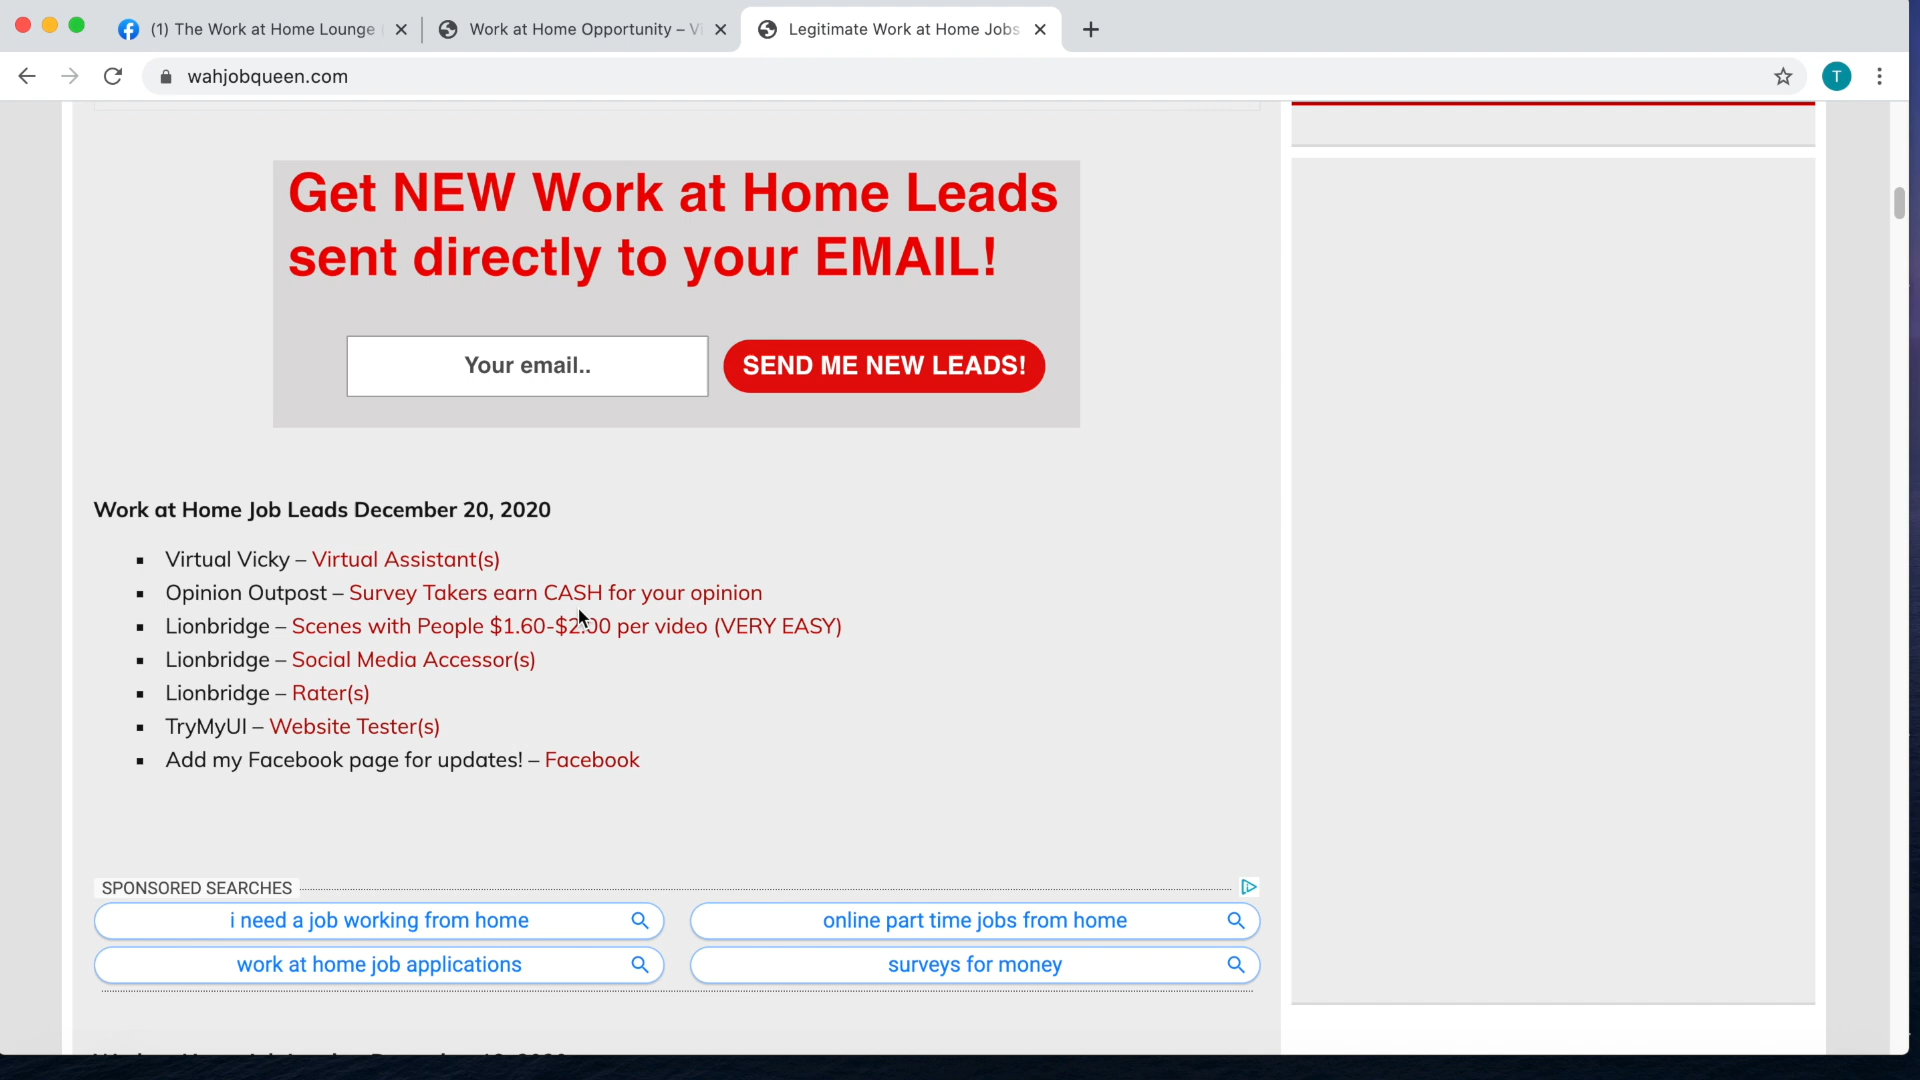 (1) The Work at Home Lounge
Work at Home Opportunity – Vi
Legitimate Work at Home Jobs
wahjobqueen.com
T
Get NEW Work at Home Leads
sent directly to your EMAIL!
Your email..
SEND ME NEW LEADS!
Work at Home Job Leads December 20, 2020
Virtual Vicky – Virtual Assistant(s)
Opinion Outpost – Survey Takers earn CASH for your opinion
Lionbridge – Scenes with People $1.60-$2.00 per video (VERY EASY)
Lionbridge – Social Media Accessor(s)
Lionbridge – Rater(s)
TryMyUI – Website Tester(s)
Add my Facebook page for updates! – Facebook
SPONSORED SEARCHES
i need a job working from home
online part time jobs from home
work at home job applications
surveys for money